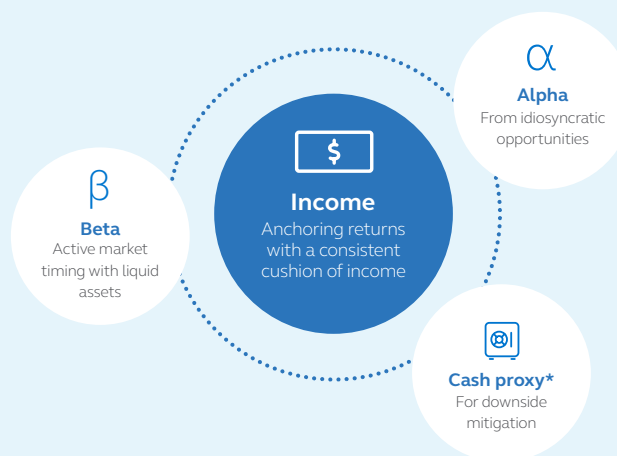 α
Alpha
From idiosyncratic
opportunities
$
Income
Anchoring returns
with a consistent
cushion of income
β
Beta
Active market
timing with liquid
assets
Cash proxy*
For downside
mitigation